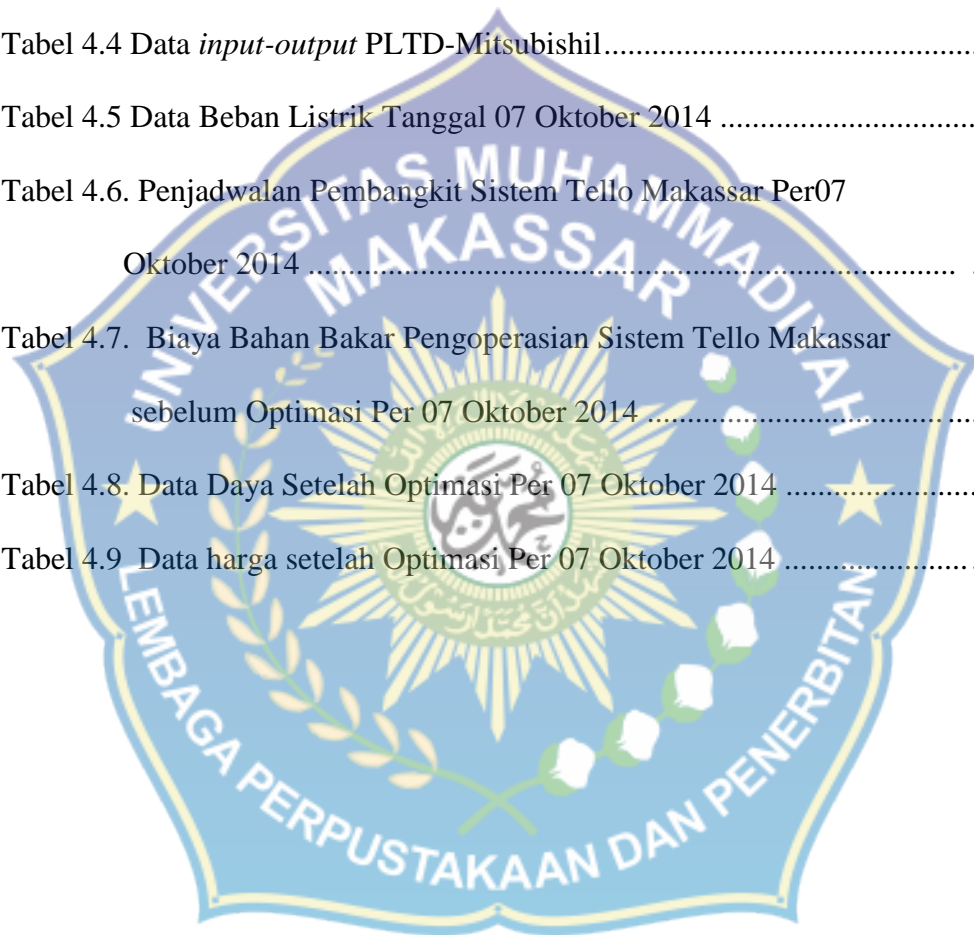 Tabel 4.4 Data input-output PLTD-Mitsubishil.............................................
Tabel 4.5 Data Beban Listrik Tanggal 07 Oktober 2014 ................................
Tabel 4.6. Penjadwalan Pembangkit Sistem Tello Makassar Per07
Oktober 2014 ................................................................................. .
Tabel 4.7. Biaya Bahan Bakar Pengoperasian Sistem Tello Makassar
sebelum Optimasi Per 07 Oktober 2014 ..........................................
Tabel 4.8. Data Daya Setelah Optimasi Per 07 Oktober 2014 ........................
Tabel 4.9 Data harga setelah Optimasi Per 07 Oktober 2014 ........................
UNIVERSITAS MUHAMMADIYAH
MAKASSAR
LEMBAGA PERPUSTAKAAN DAN PENERBITAN